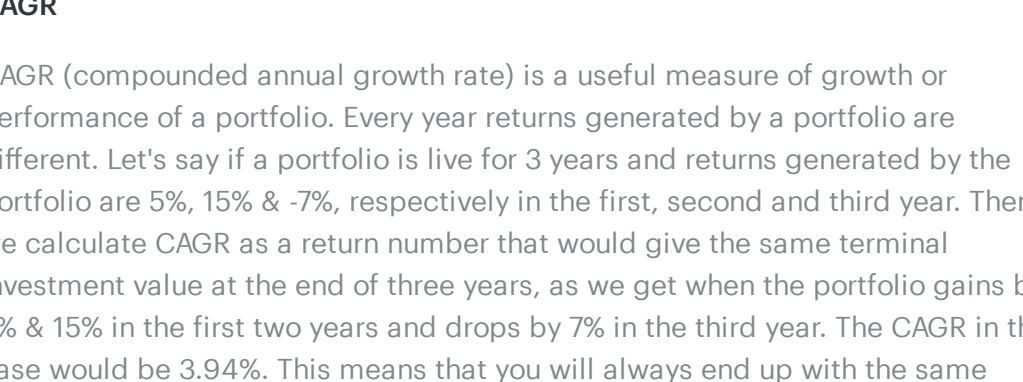 AGR
AGR (compounded annual growth rate) is a useful measure of growth or
erformance of a portfolio. Every year returns generated by a portfolio are
ifferent. Let's say if a portfolio is live for 3 years and returns generated by the
ortfolio are 5%, 15% & -7%, respectively in the first, second and third year. Ther
e calculate CAGR as a return number that would give the same terminal
nvestment value at the end of three years, as we get when the portfolio gains b
% & 15% in the first two years and drops by 7% in the third year. The CAGR in th
ase would be 3.94%. This means that you will always end up with the same